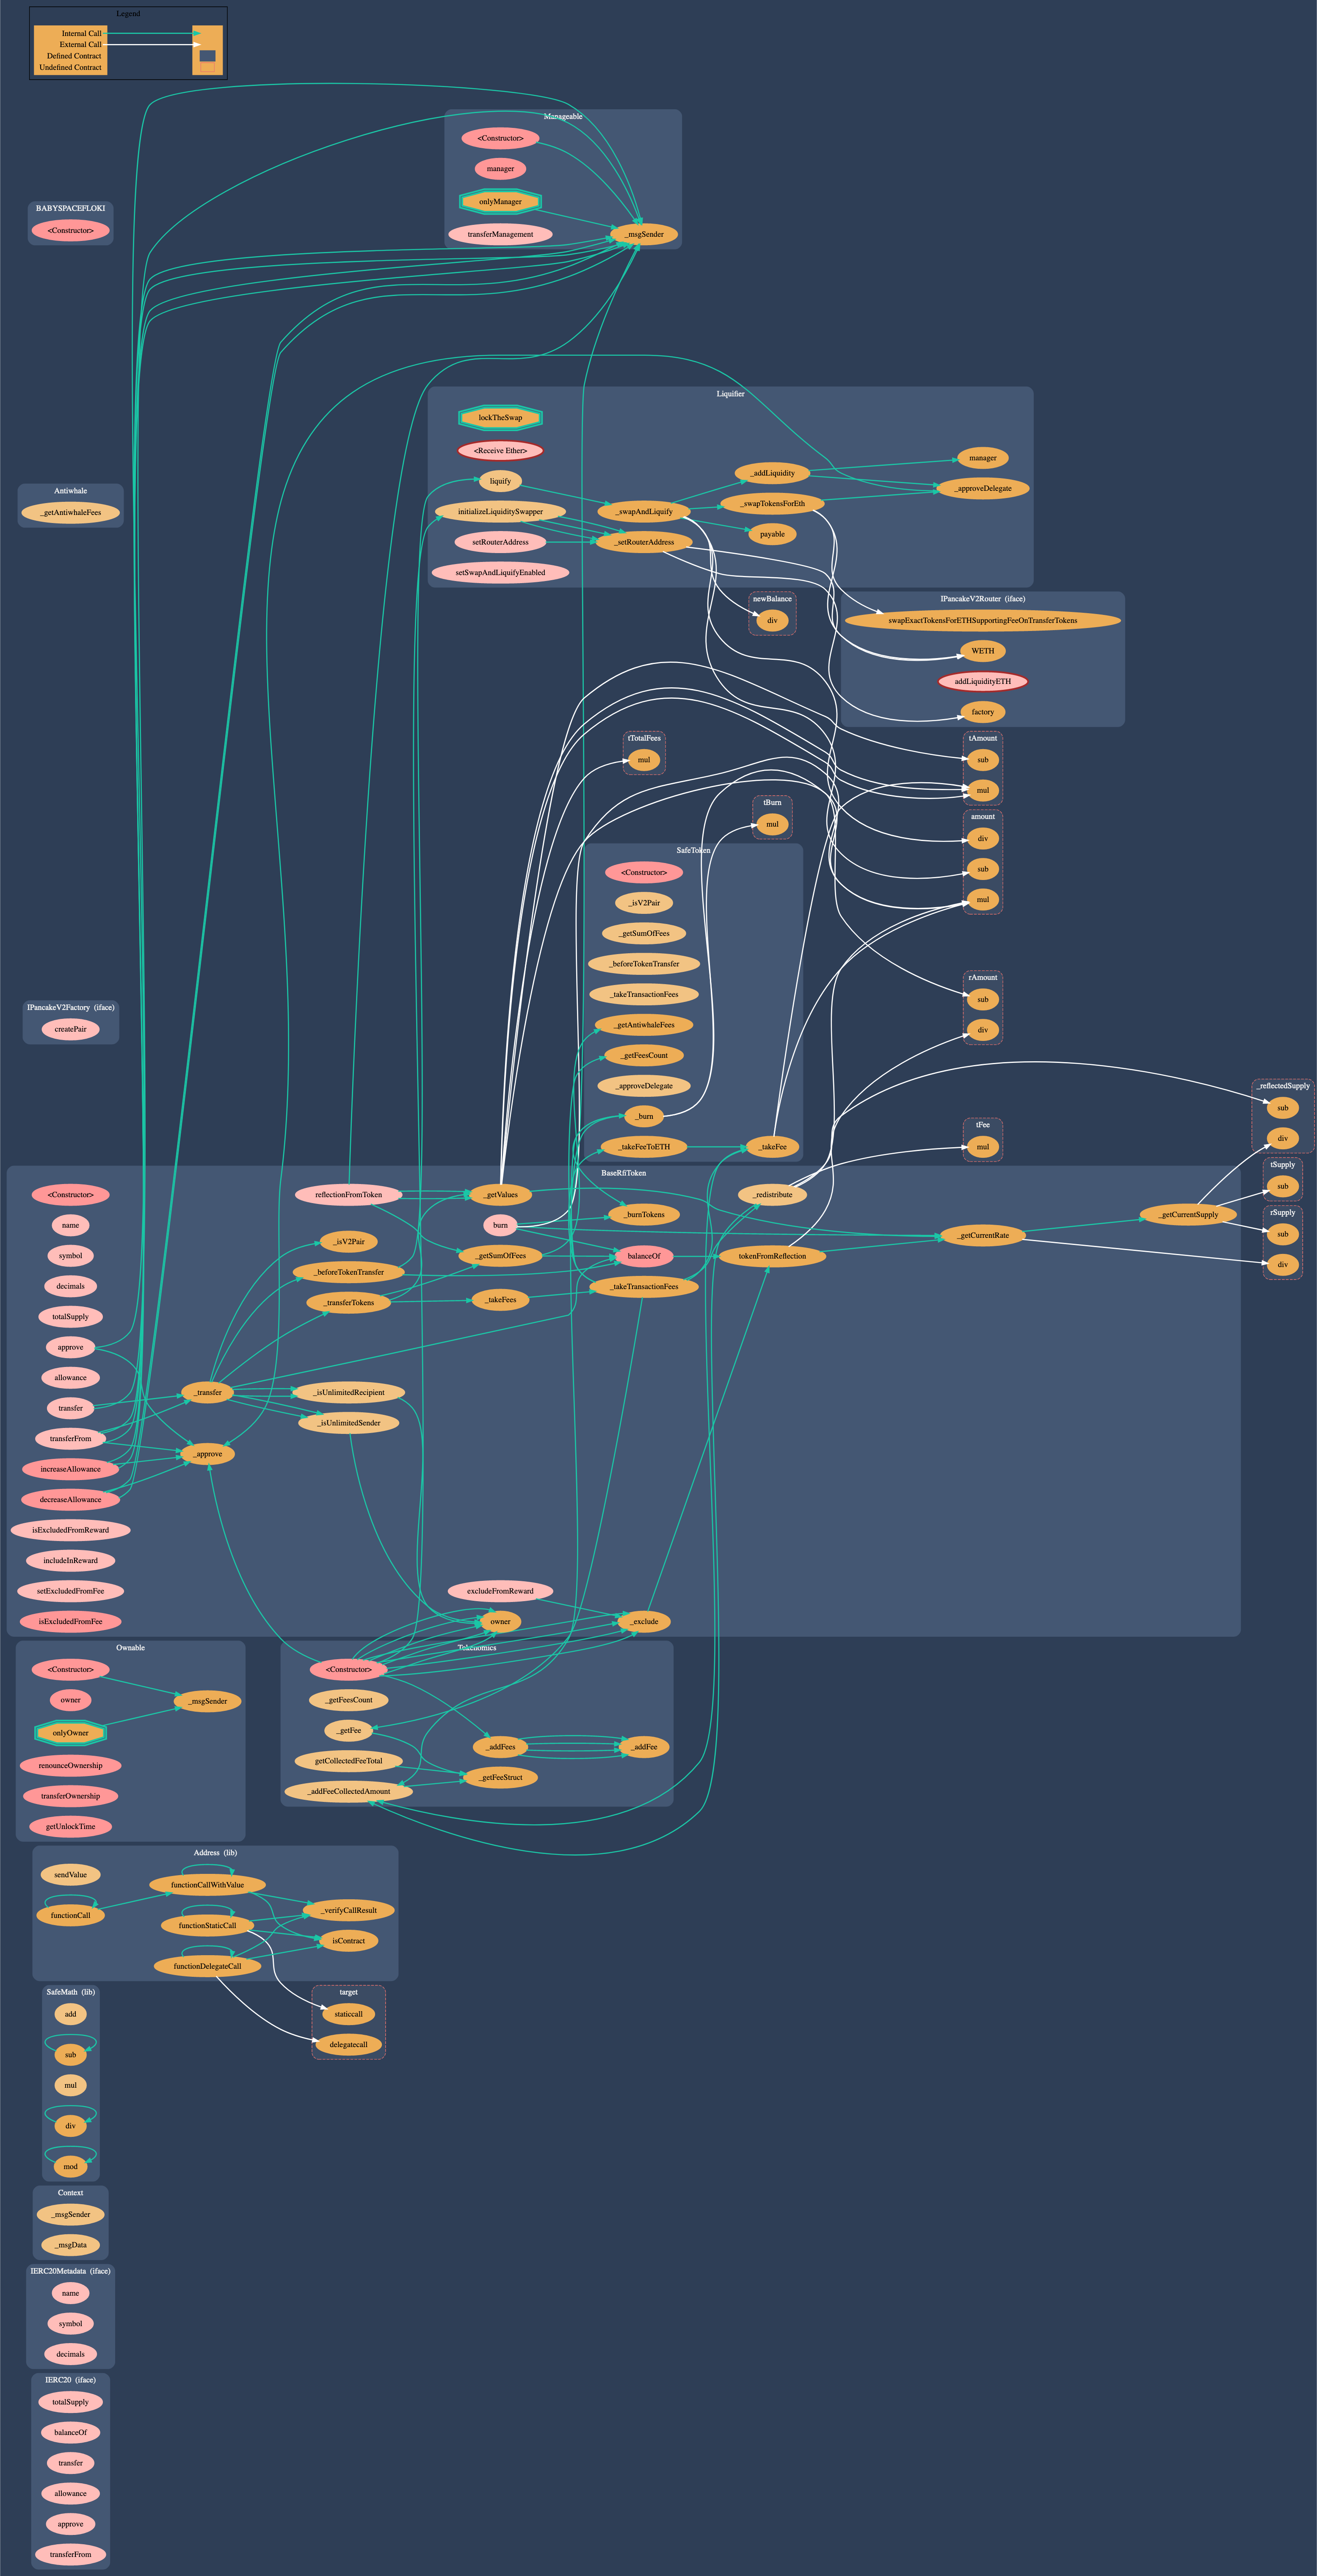 Legend
Internal Call
External Call
Defined Contract
Undefined Contract
Manageable
<Constructor>
manager
onlyManager
transferManagement
_msgSender
BABYSPACEFLOKI
<Constructor>
Liquifier
lockTheSwap
<Receive Ether>
liquify
initializeLiquiditySwapper
setRouterAddress
setSwapAndLiquifyEnabled
_swapAndLiquify
_setRouterAddress
_addLiquidity
_swapTokensForEth
payable
manager
_approveDelegate
Antiwhale
_getAntiwhaleFees
newBalance
div
IPancakeV2Router (iface)
swapExactTokensForETHSupportingFeeOnTransferTokens
WETH
addLiquidityETH
factory
tTotalFees
mul
tAmount
sub
mul
tBurn
mul
amount
div
sub
mul
SafeToken
<Constructor>
_isV2Pair
_getSumOfFees
_beforeTokenTransfer
_takeTransactionFees
_getAntiwhaleFees
_getFeesCount
_approveDelegate
_burn
_takeFeeToETH
_takeFee
rAmount
sub
div
IPancakeV2Factory (iface)
createPair
_reflectedSupply
sub
div
tFee
mul
tSupply
sub
rSupply
sub
div
BaseRfiToken
<Constructor>
name
symbol
decimals
totalSupply
approve
allowance
transfer
transferFrom
increaseAllowance
decreaseAllowance
isExcludedFromReward
includeInReward
setExcludedFromFee
isExcludedFromFee
_transfer
_approve
reflectionFromToken
_isV2Pair
_beforeTokenTransfer
_transferTokens
_isUnlimitedRecipient
_isUnlimitedSender
_getValues
burn
_getSumOfFees
_takeFees
excludeFromReward
owner
_burnTokens
balanceOf
_takeTransactionFees
_exclude
_redistribute
tokenFromReflection
_getCurrentRate
_getCurrentSupply
Ownable
<Constructor>
owner
onlyOwner
renounceOwnership
transferOwnership
getUnlockTime
_msgSender
Tokenomics
<Constructor>
_getFeesCount
_getFee
getCollectedFeeTotal
_addFeeCollectedAmount
_addFees
_getFeeStruct
_addFee
Address (lib)
sendValue
functionCall
functionCallWithValue
functionStaticCall
functionDelegateCall
_verifyCallResult
isContract
target
staticcall
delegatecall
SafeMath (lib)
add
sub
mul
div
mod
Context
_msgSender
_msgData
IERC20Metadata (iface)
name
symbol
decimals
IERC20 (iface)
totalSupply
balanceOf
transfer
allowance
approve
transferFrom